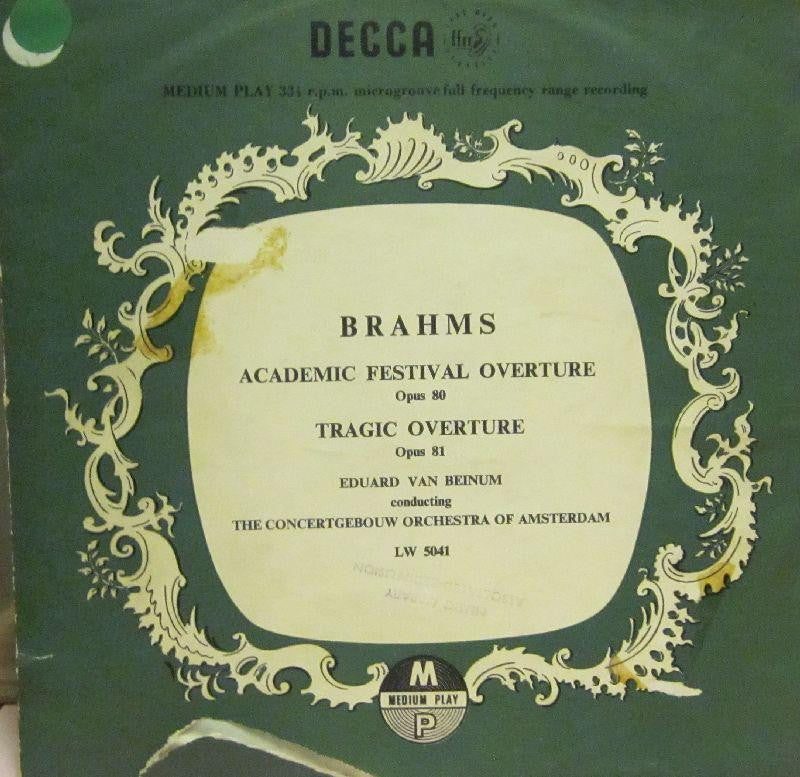 DECCA
ffrr
MEDIUM PLAY 33⅓ r.p.m. microgroove full frequency range recording
BRAHMS
ACADEMIC FESTIVAL OVERTURE
Opus 80
TRAGIC OVERTURE
Opus 81
EDUARD VAN BEINUM
conducting
THE CONCERTGEBOUW ORCHESTRA OF AMSTERDAM
LW 5041
M
MEDIUM PLAY
P